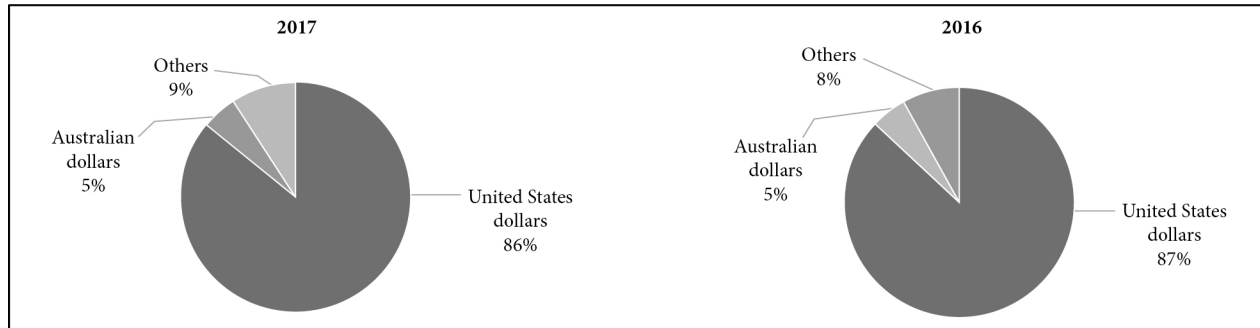 2017
Others
9%
Australian
dollars
5%
United States
dollars
86%
2016
Others
8%
Australian
dollars
5%
United States
dollars
87%